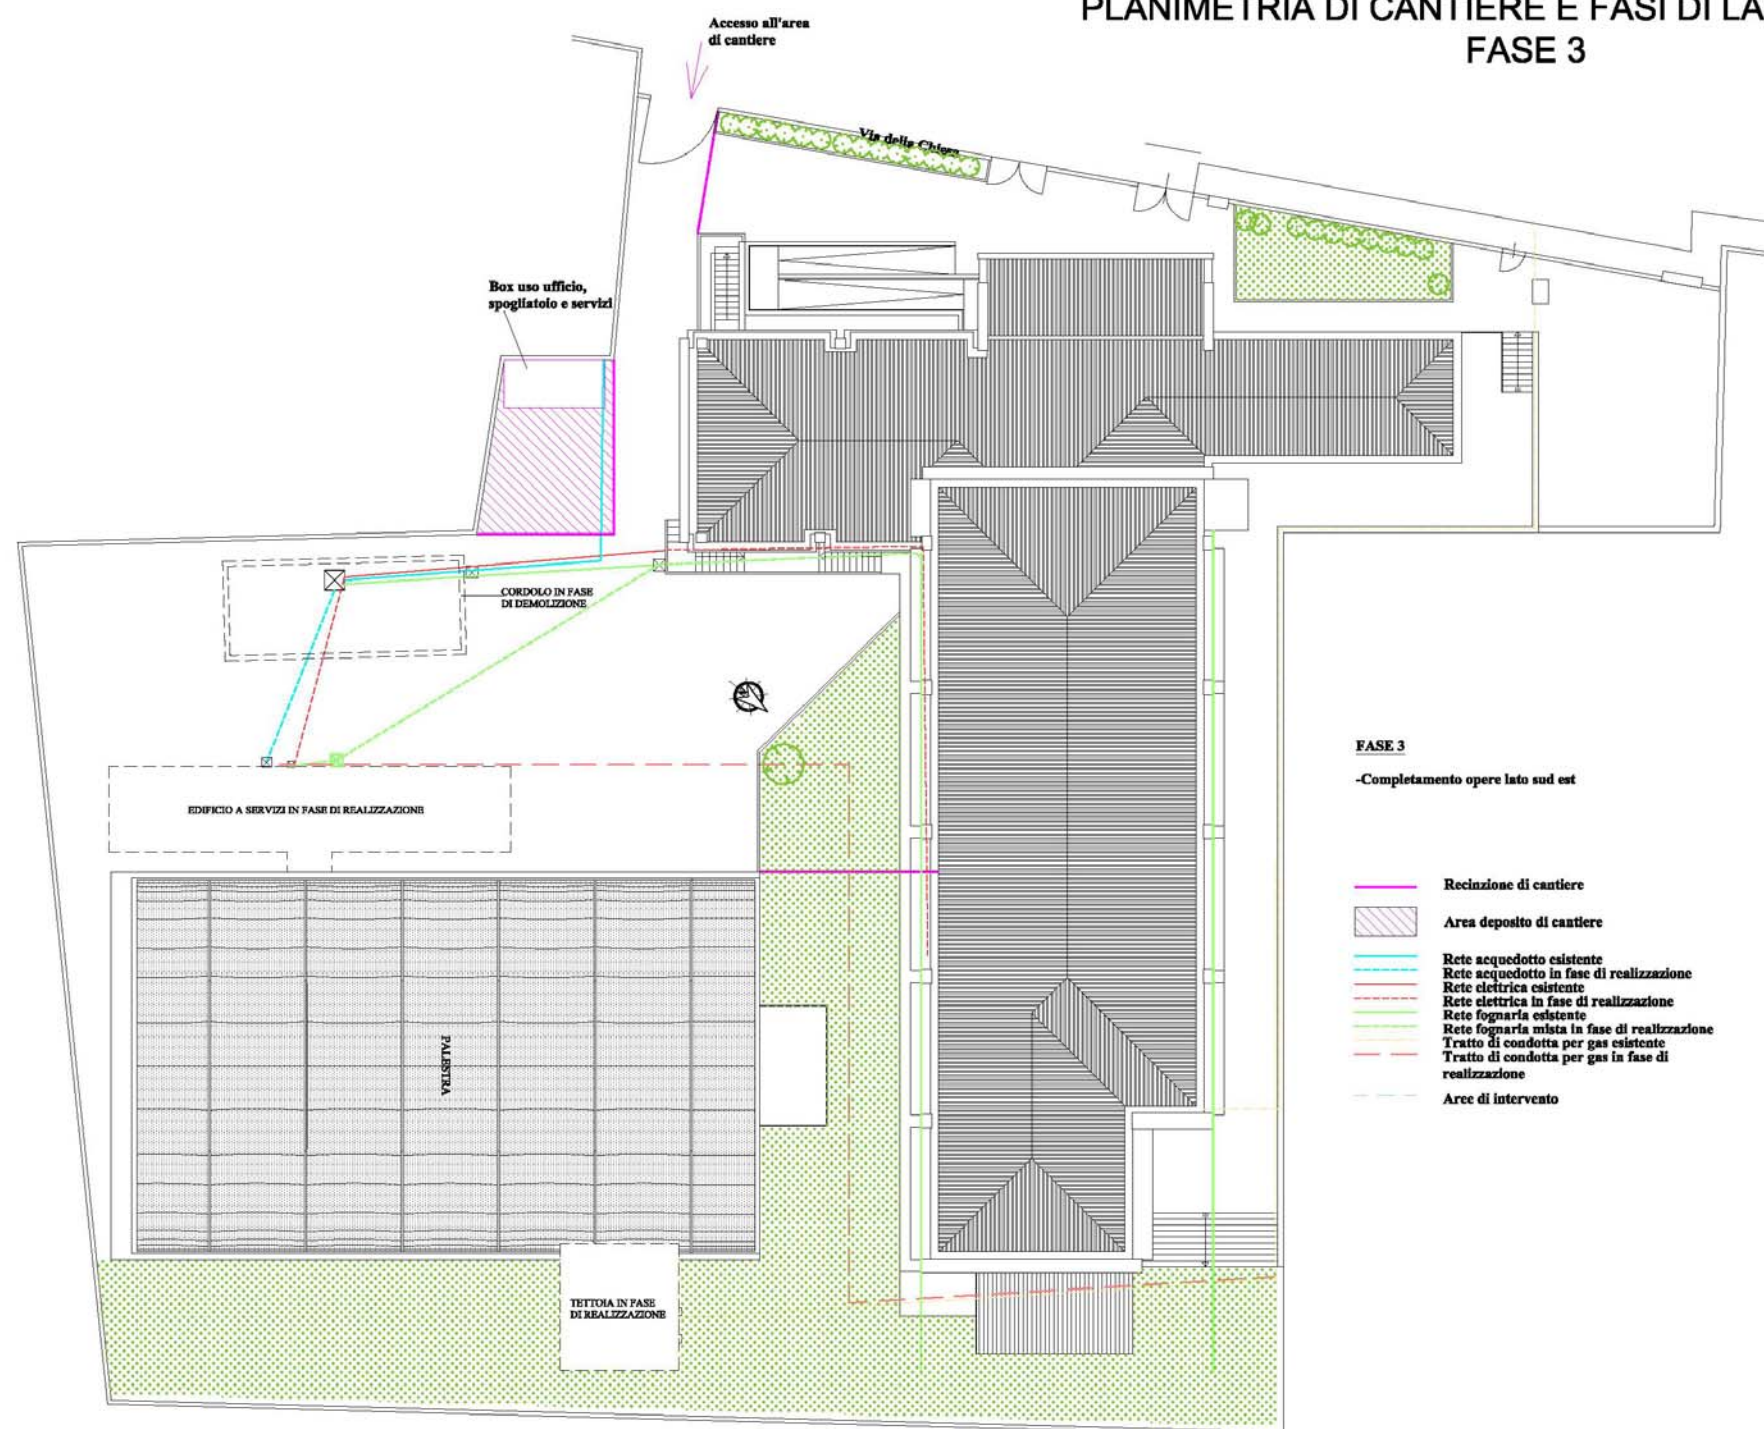 PLANIMETRIA DI CANTIERE E FASI DI LA
FASE 3
Accesso all'area
di cantiere
Via della Chiesa
Box uso ufficio,
spogliatoio e servizi
CORDOLO IN FASE
DI DEMOLIZIONE
EDIFICIO A SERVIZI IN FASE DI REALIZZAZIONE
PALESTRA
TETTOIA IN FASE
DI REALIZZAZIONE
FASE 3
-Completamento opere lato sud est
Recinzione di cantiere
Area deposito di cantiere
Rete acquedotto esistente
Rete acquedotto in fase di realizzazione
Rete elettrica esistente
Rete elettrica in fase di realizzazione
Rete fognaria esistente
Rete fognaria mista in fase di realizzazione
Tratto di condotta per gas esistente
Tratto di condotta per gas in fase di
realizzazione
Aree di intervento